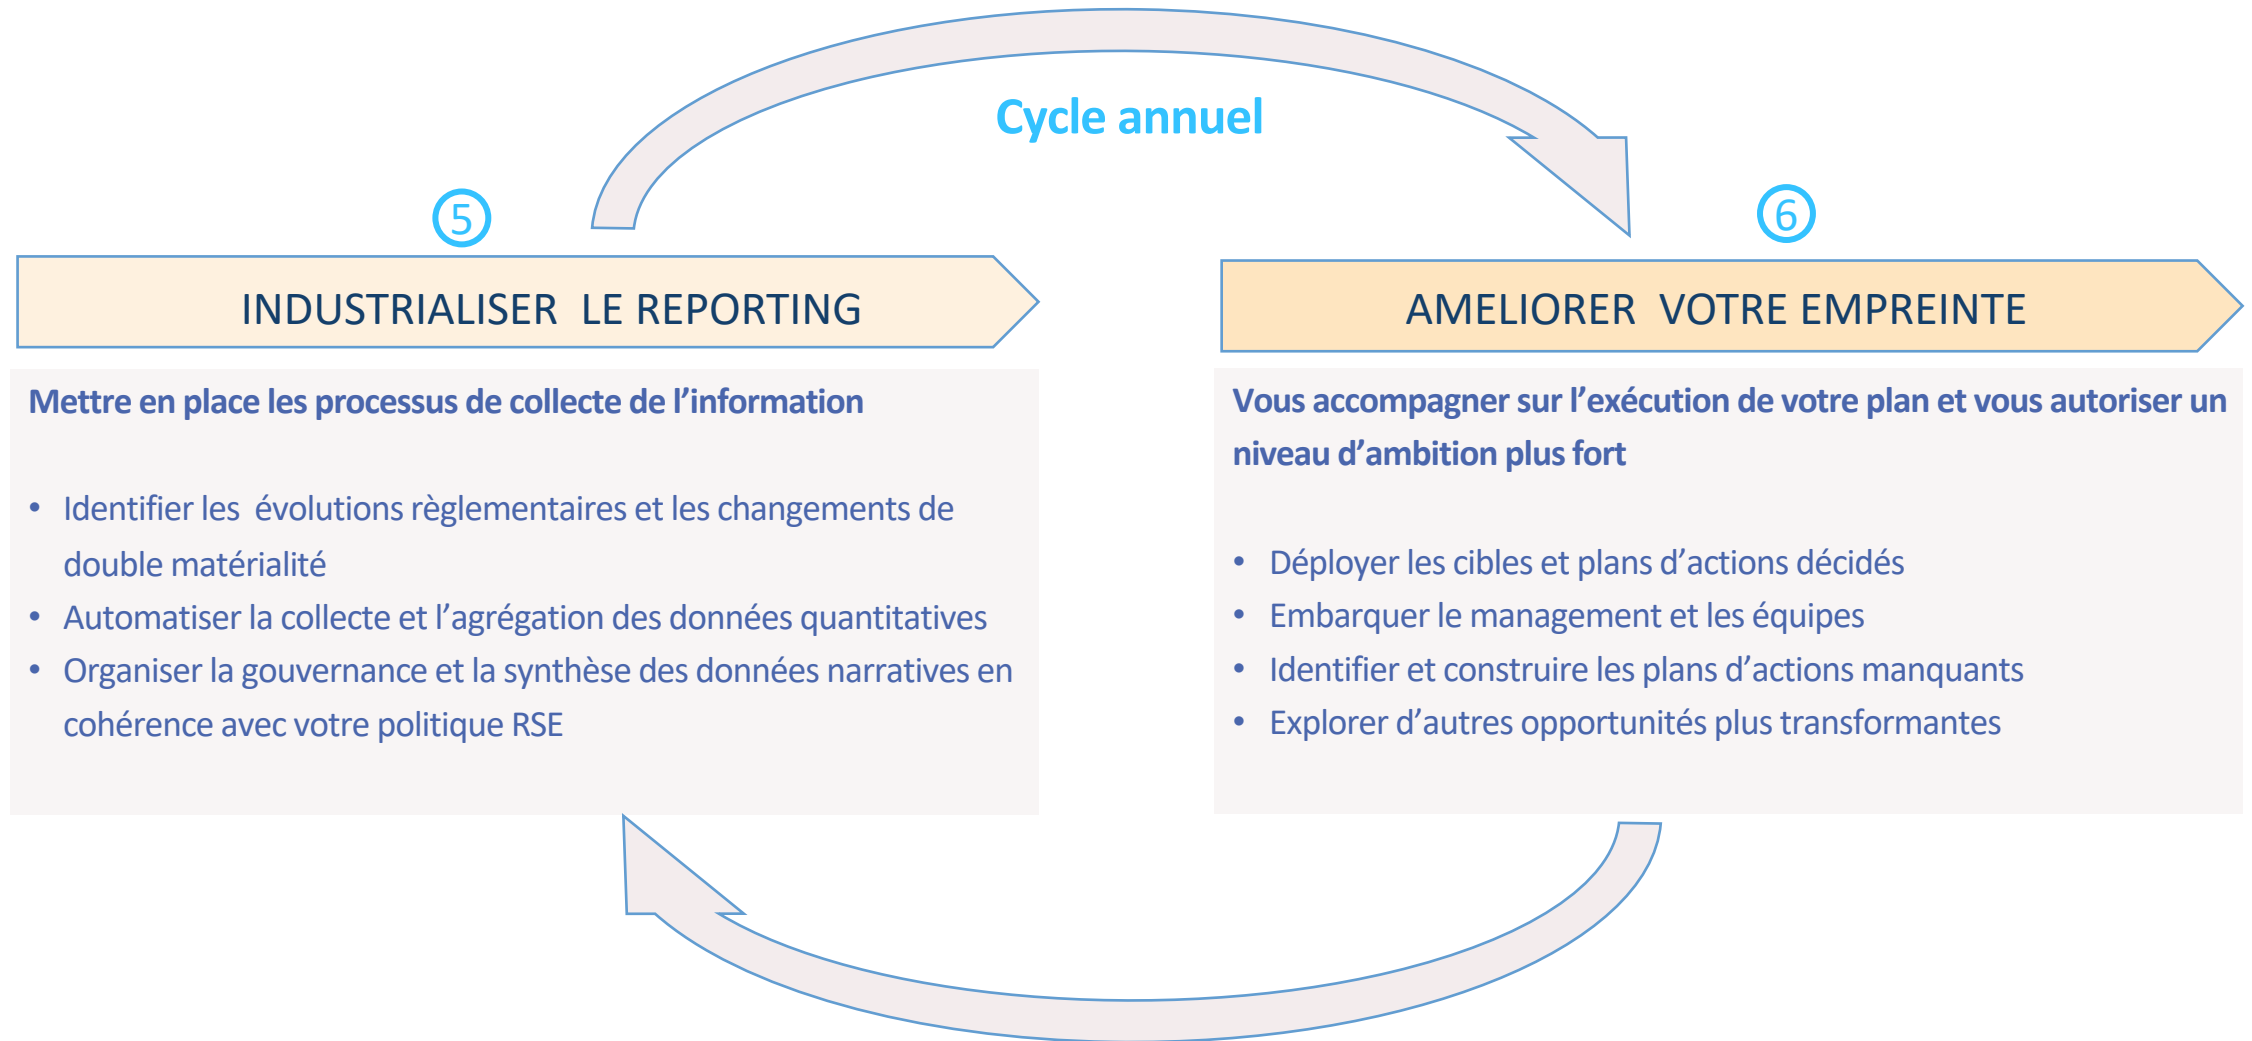 Cycle annuel
5
INDUSTRIALISER LE REPORTING
Mettre en place les processus de collecte de l’information
• Identifier les évolutions règlementaires et les changements de
double matérialité
• Automatiser la collecte et l’agrégation des données quantitatives
• Organiser la gouvernance et la synthèse des données narratives en
cohérence avec votre politique RSE
6
AMELIORER VOTRE EMPREINTE
Vous accompagner sur l’exécution de votre plan et vous autoriser un
niveau d’ambition plus fort
• Déployer les cibles et plans d’actions décidés
• Embarquer le management et les équipes
• Identifier et construire les plans d’actions manquants
• Explorer d’autres opportunités plus transformantes